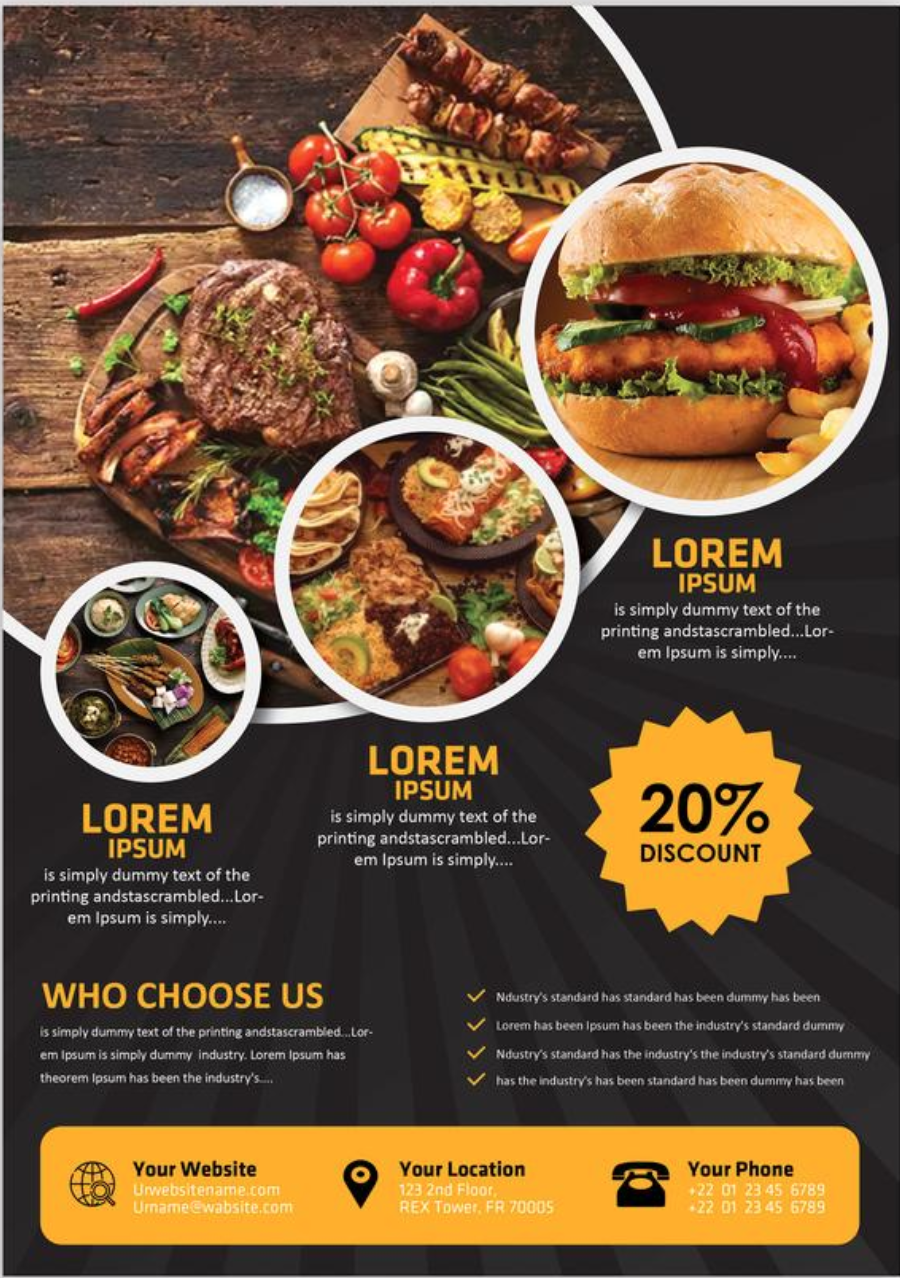 LOREM
IPSUM
is simply dummy text of the
printing andstascrambled...Lor-
em Ipsum is simply....
LOREM
IPSUM
is simply dummy text of the
printing andstascrambled...Lor-
em Ipsum is simply....
LOREM
IPSUM
is simply dummy text of the
printing andstascrambled...Lor-
em Ipsum is simply....
20%
DISCOUNT
WHO CHOOSE US
is simply dummy text of the printing andstascrambled...Lor-
em Ipsum is simply dummy industry. Lorem Ipsum has
theorem Ipsum has been the industry's....
Ndustry's standard has standard has been dummy has been
Lorem has been Ipsum has been the industry's standard dummy
Ndustry's standard has the industry's the industry's standard dummy
has the industry's has been standard has been dummy has been
Your Website
Urwebsitename.com
Urname@wabsite.com
Your Location
123 2nd Floor,
REX Tower, FR 70005
Your Phone
+22 01 23 45 6789
+22 01 23 45 6789